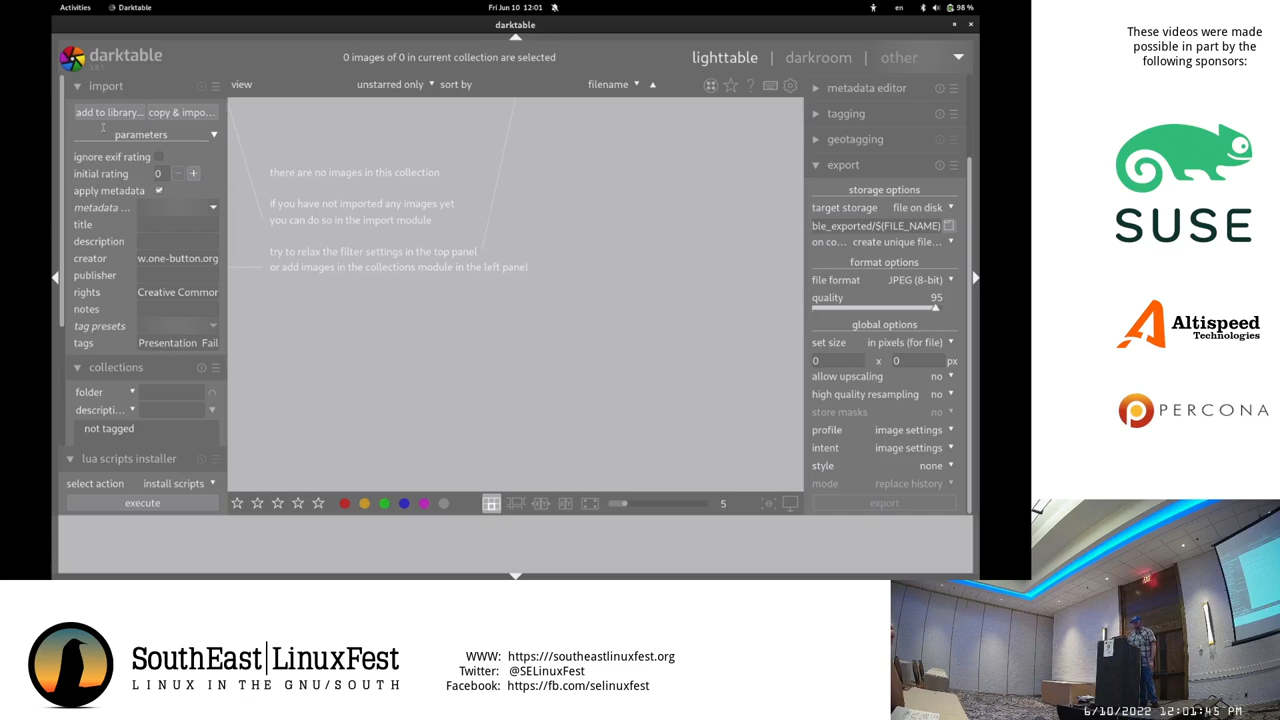 Activities Darktable Fri Jun 10 12:01 en 98 %
darktable
darktable
3.8.1
0 images of 0 in current collection are selected
lighttable | darkroom | other
import
view unstarred only sort by filename
add to library... copy & impo...
parameters
ignore exif rating
initial rating 0 − +
apply metadata
metadata ...
title
description
creator w.one-button.org
publisher
rights Creative Commor
notes
tag presets
tags Presentation Fail
collections
folder
descripti...
not tagged
lua scripts installer
select action install scripts
execute
there are no images in this collection
if you have not imported any images yet
you can do so in the import module
try to relax the filter settings in the top panel
or add images in the collections module in the left panel
5
metadata editor
tagging
geotagging
export
storage options
target storage file on disk
ble_exported/$(FILE_NAME)
on co... create unique file...
format options
file format JPEG (8-bit)
quality 95
global options
set size in pixels (for file)
0 x 0 px
allow upscaling no
high quality resampling no
store masks no
profile image settings
intent image settings
style none
mode replace history
export
These videos were made
possible in part by the
following sponsors:
SUSE
Altispeed
Technologies
PERCONA
SouthEast|LinuxFest
LINUX IN THE GNU/SOUTH
WWW: https:///southeastlinuxfest.org
Twitter: @SELinuxFest
Facebook: https://fb.com/selinuxfest
6/10/2022 12:01:45 PM